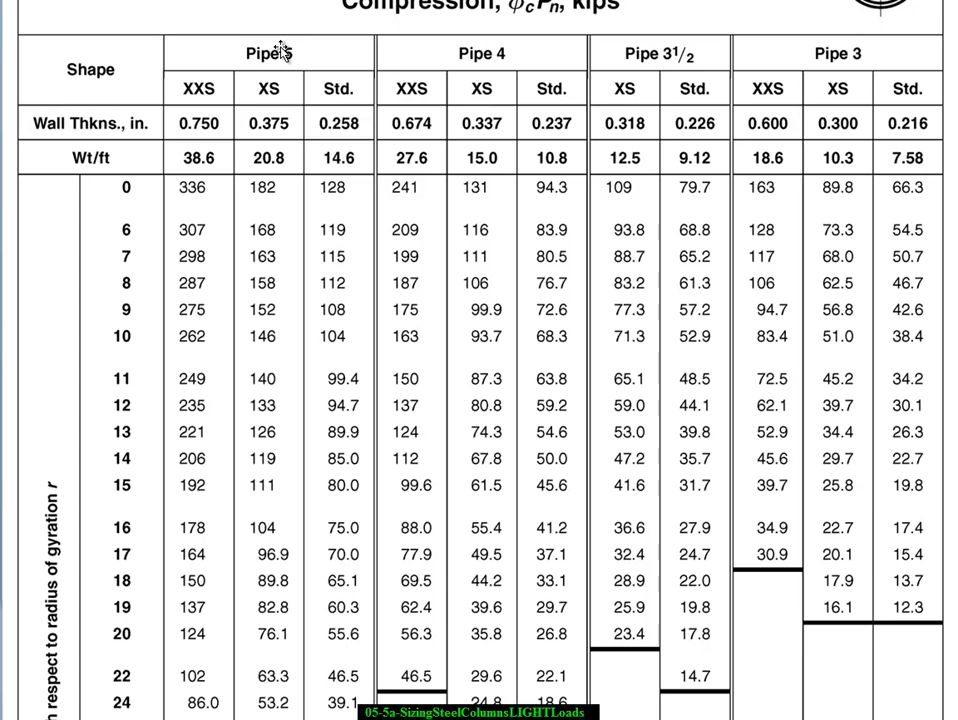 Compression, ϕcPn, kips
Shape Pipe 5 Pipe 4 Pipe 3 1/2 Pipe 3
XXS XS Std. XXS XS Std. XS Std. XXS XS Std.
Wall Thkns., in. 0.750 0.375 0.258 0.674 0.337 0.237 0.318 0.226 0.600 0.300 0.216
Wt/ft 38.6 20.8 14.6 27.6 15.0 10.8 12.5 9.12 18.6 10.3 7.58
0 336 182 128 241 131 94.3 109 79.7 163 89.8 66.3
6 307 168 119 209 116 83.9 93.8 68.8 128 73.3 54.5
7 298 163 115 199 111 80.5 88.7 65.2 117 68.0 50.7
8 287 158 112 187 106 76.7 83.2 61.3 106 62.5 46.7
9 275 152 108 175 99.9 72.6 77.3 57.2 94.7 56.8 42.6
10 262 146 104 163 93.7 68.3 71.3 52.9 83.4 51.0 38.4
11 249 140 99.4 150 87.3 63.8 65.1 48.5 72.5 45.2 34.2
12 235 133 94.7 137 80.8 59.2 59.0 44.1 62.1 39.7 30.1
13 221 126 89.9 124 74.3 54.6 53.0 39.8 52.9 34.4 26.3
14 206 119 85.0 112 67.8 50.0 47.2 35.7 45.6 29.7 22.7
15 192 111 80.0 99.6 61.5 45.6 41.6 31.7 39.7 25.8 19.8
16 178 104 75.0 88.0 55.4 41.2 36.6 27.9 34.9 22.7 17.4
17 164 96.9 70.0 77.9 49.5 37.1 32.4 24.7 30.9 20.1 15.4
18 150 89.8 65.1 69.5 44.2 33.1 28.9 22.0 17.9 13.7
19 137 82.8 60.3 62.4 39.6 29.7 25.9 19.8 16.1 12.3
20 124 76.1 55.6 56.3 35.8 26.8 23.4 17.8
22 102 63.3 46.5 46.5 29.6 22.1 14.7
24 86.0 53.2 39.1 24.8 18.6
respect to radius of gyration r
05-5a-SizingSteelColumnsLIGHTLoads